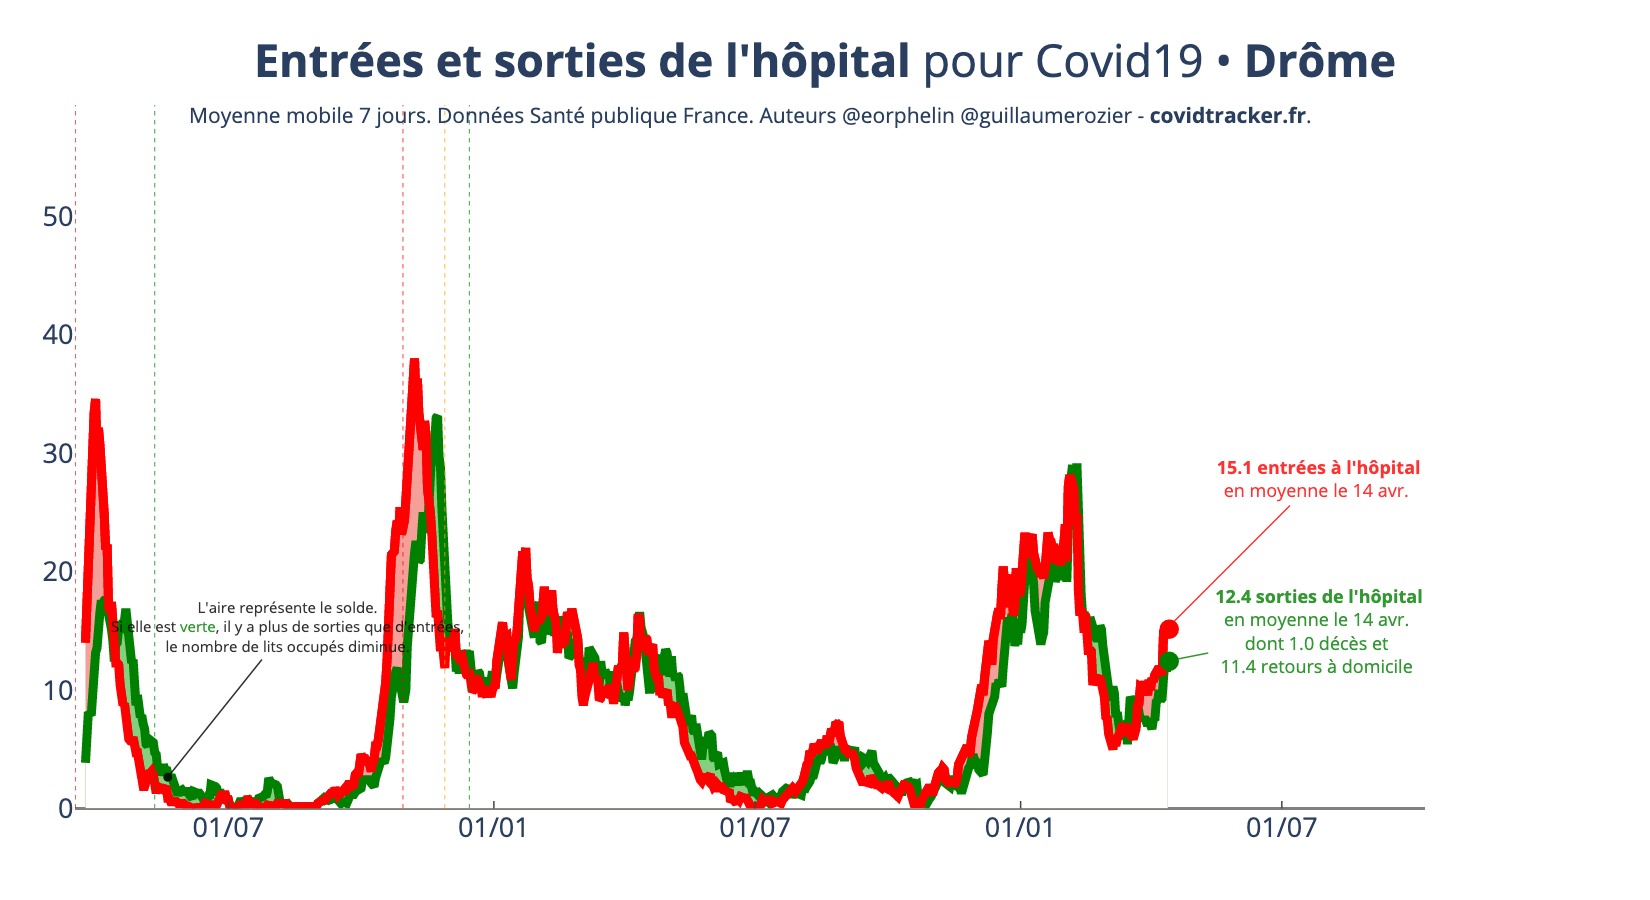 Entrées et sorties de l'hôpital pour Covid19 • Drôme
Moyenne mobile 7 jours. Données Santé publique France. Auteurs @eorphelin @guillaumerozier - covidtracker.fr.
50
40
30
20
10
0
L'aire représente le solde.
Si elle est verte, il y a plus de sorties que d'entrées,
le nombre de lits occupés diminue.
15.1 entrées à l'hôpital
en moyenne le 14 avr.
12.4 sorties de l'hôpital
en moyenne le 14 avr.
dont 1.0 décès et
11.4 retours à domicile
01/07
01/01
01/07
01/01
01/07